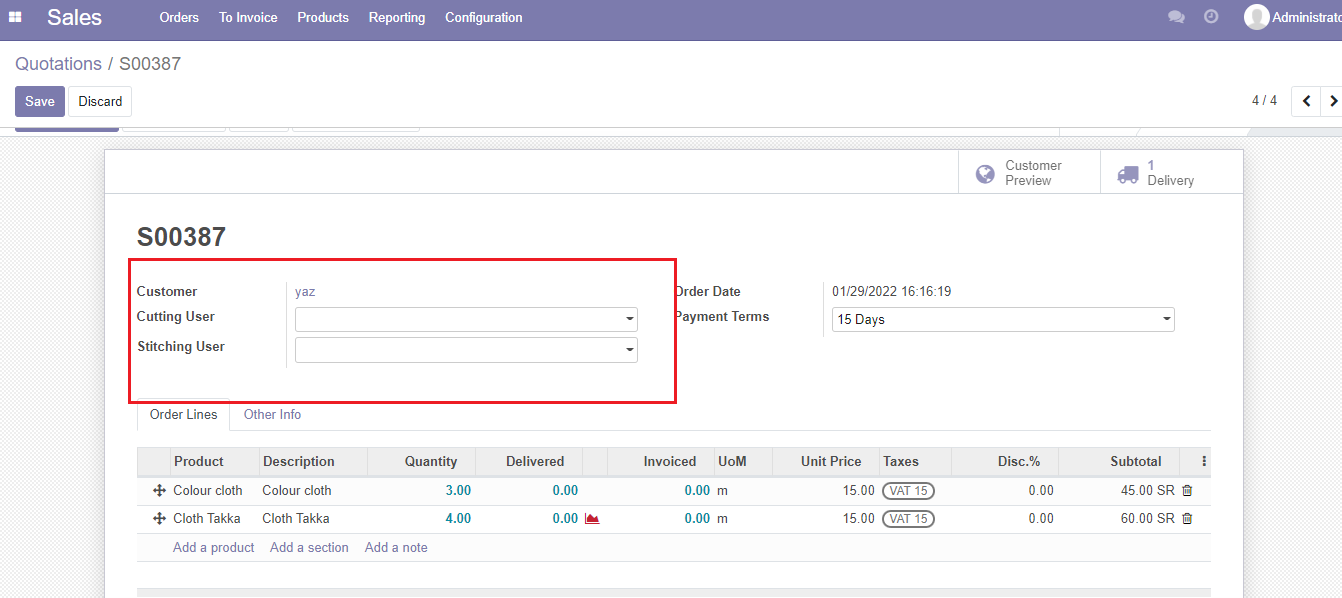 Sales Orders To Invoice Products Reporting Configuration Administrato
Quotations / S00387
Save Discard 4 / 4
Customer Preview
1 Delivery
S00387
Customer yaz Order Date 01/29/2022 16:16:19
Cutting User Payment Terms 15 Days
Stitching User
Order Lines Other Info
Product Description Quantity Delivered Invoiced UoM Unit Price Taxes Disc.% Subtotal
Colour cloth Colour cloth 3.00 0.00 0.00 m 15.00 VAT 15 0.00 45.00 SR
Cloth Takka Cloth Takka 4.00 0.00 0.00 m 15.00 VAT 15 0.00 60.00 SR
Add a product Add a section Add a note